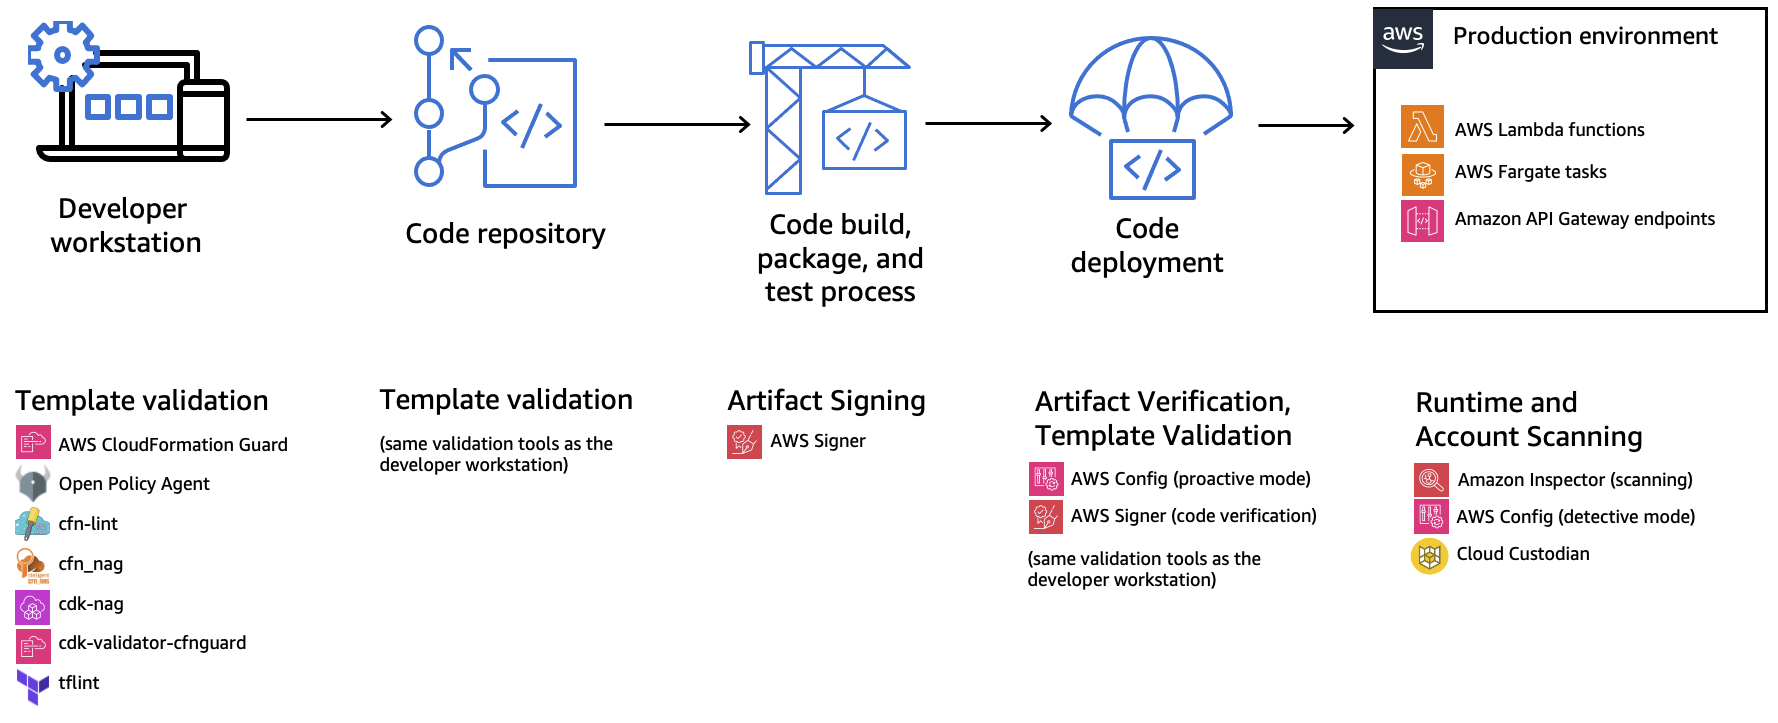 Developer
workstation
Code repository
Code build,
package, and
test process
Code
deployment
aws
Production environment
AWS Lambda functions
AWS Fargate tasks
Amazon API Gateway endpoints
Template validation
AWS CloudFormation Guard
Open Policy Agent
cfn-lint
cfn_nag
cdk-nag
cdk-validator-cfnguard
tflint
Template validation
(same validation tools as the
developer workstation)
Artifact Signing
AWS Signer
Artifact Verification,
Template Validation
AWS Config (proactive mode)
AWS Signer (code verification)
(same validation tools as the
developer workstation)
Runtime and
Account Scanning
Amazon Inspector (scanning)
AWS Config (detective mode)
Cloud Custodian